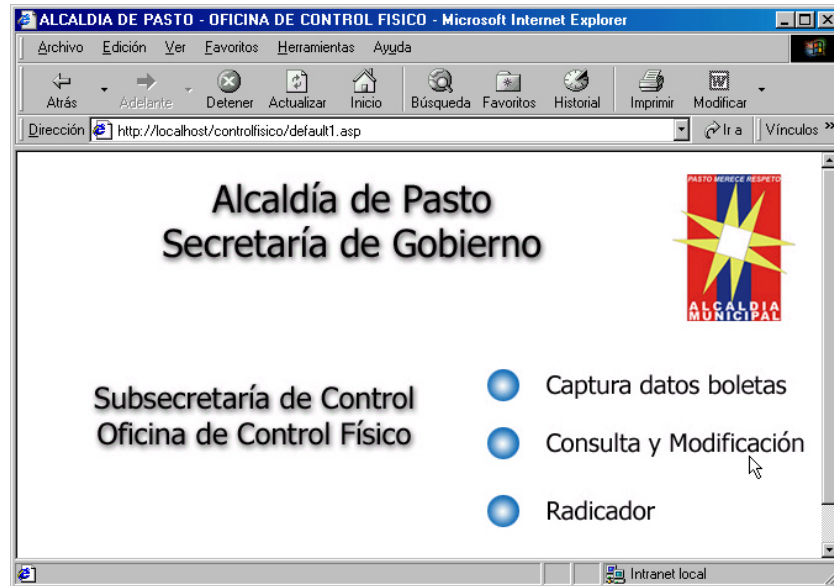 ALCALDIA DE PASTO - OFICINA DE CONTROL FISICO - Microsoft Internet Explorer
Archivo Edición Ver Favoritos Herramientas Ayuda
Atrás Adelante Detener Actualizar Inicio Búsqueda Favoritos Historial Imprimir Modificar
Dirección http://localhost/controlfisico/default1.asp Ir a Vínculos »
PASTO MERECE RESPETO
Alcaldía de Pasto
Secretaría de Gobierno
ALCALDIA
MUNICIPAL
Subsecretaría de Control
Oficina de Control Físico
Captura datos boletas
Consulta y Modificación
Radicador
Intranet local